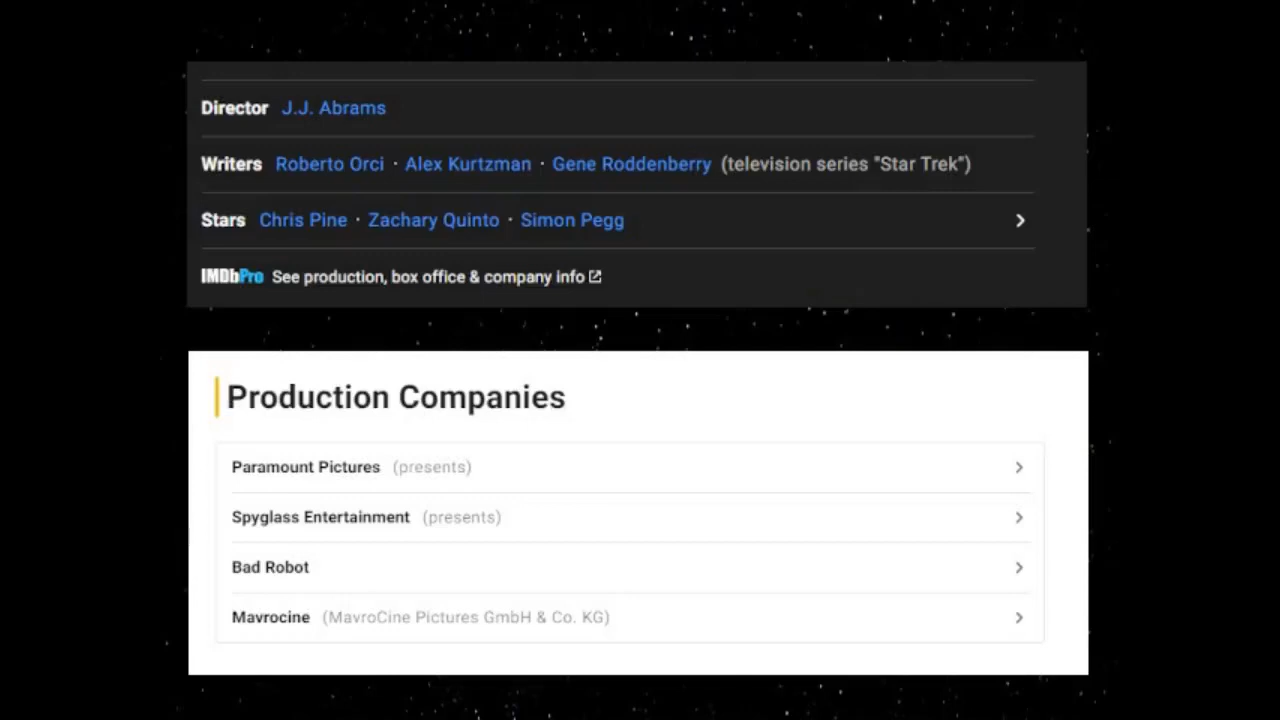 Director J.J. Abrams
Writers Roberto Orci · Alex Kurtzman · Gene Roddenberry (television series "Star Trek")
Stars Chris Pine · Zachary Quinto · Simon Pegg
IMDbPro See production, box office & company info
Production Companies
Paramount Pictures (presents)
Spyglass Entertainment (presents)
Bad Robot
Mavrocine (MavroCine Pictures GmbH & Co. KG)